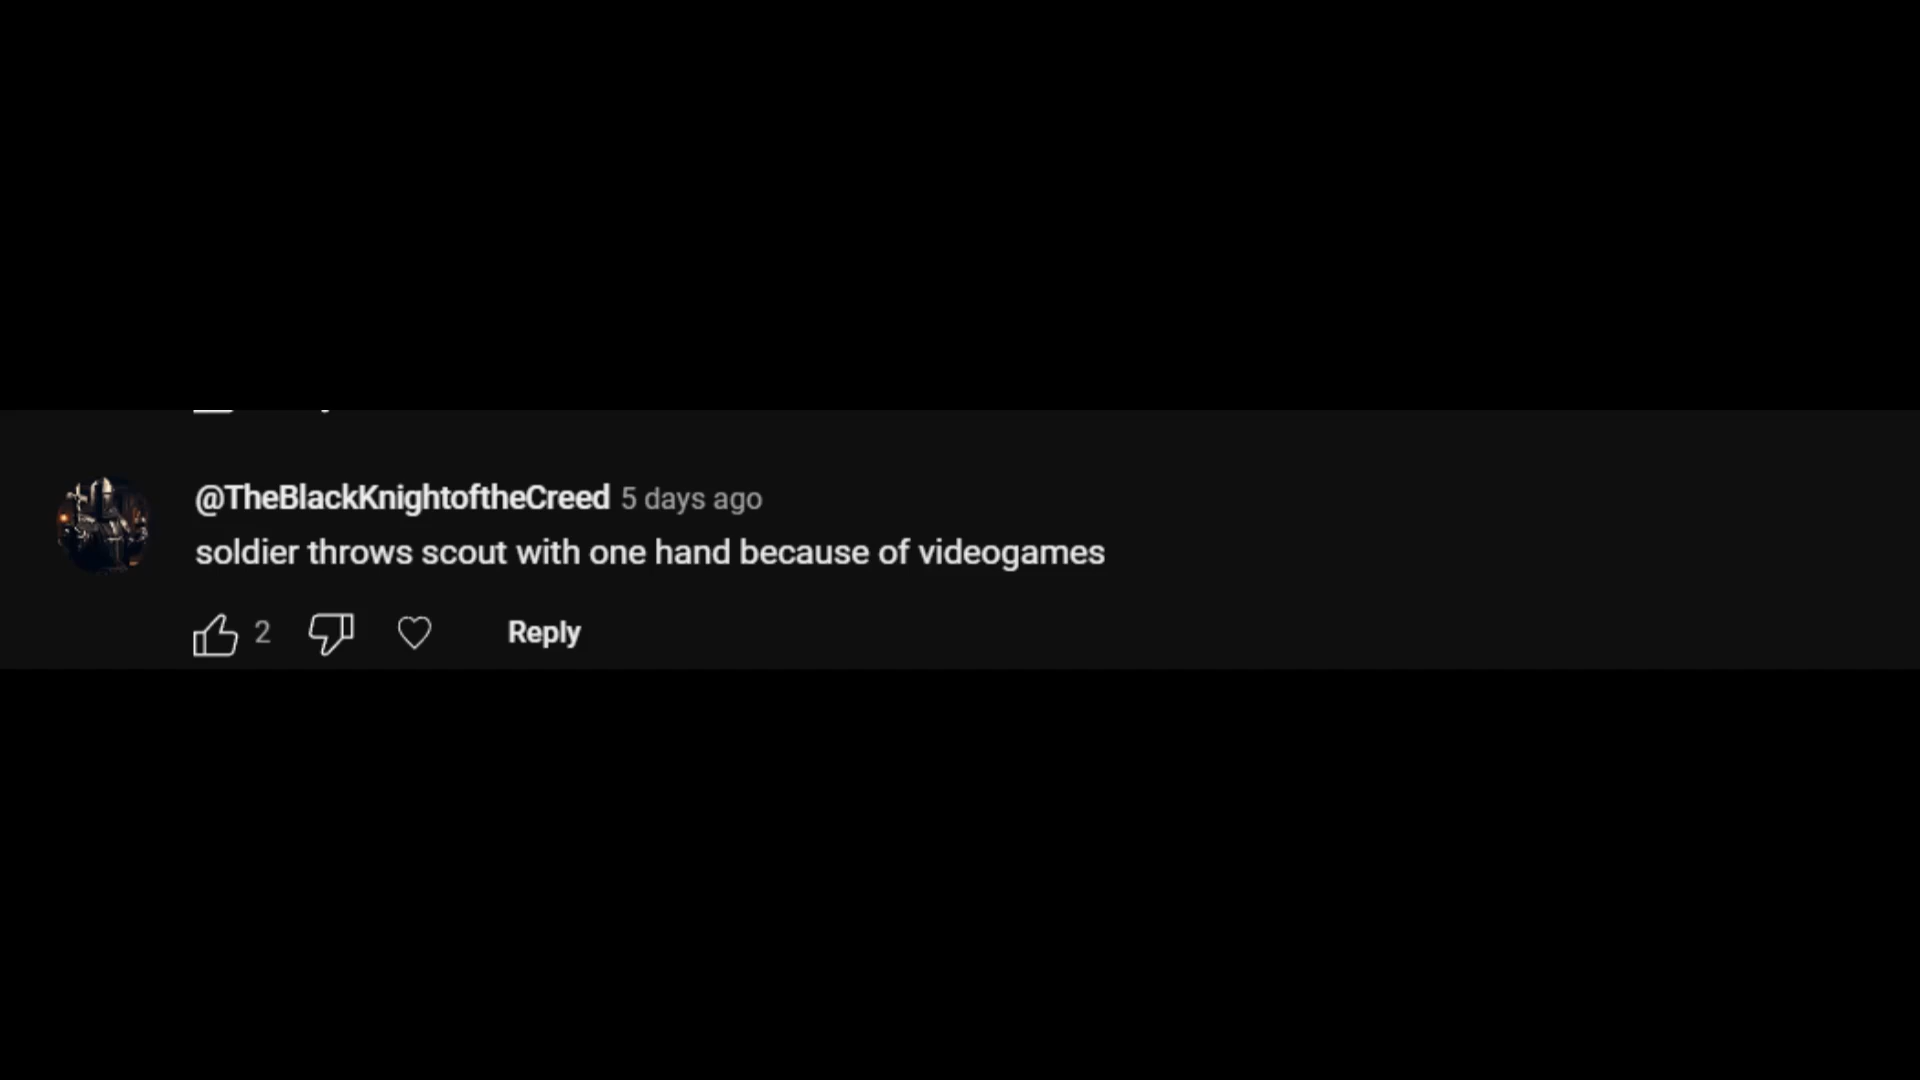 @TheBlackKnightoftheCreed 5 days ago
soldier throws scout with one hand because of videogames
2 Reply